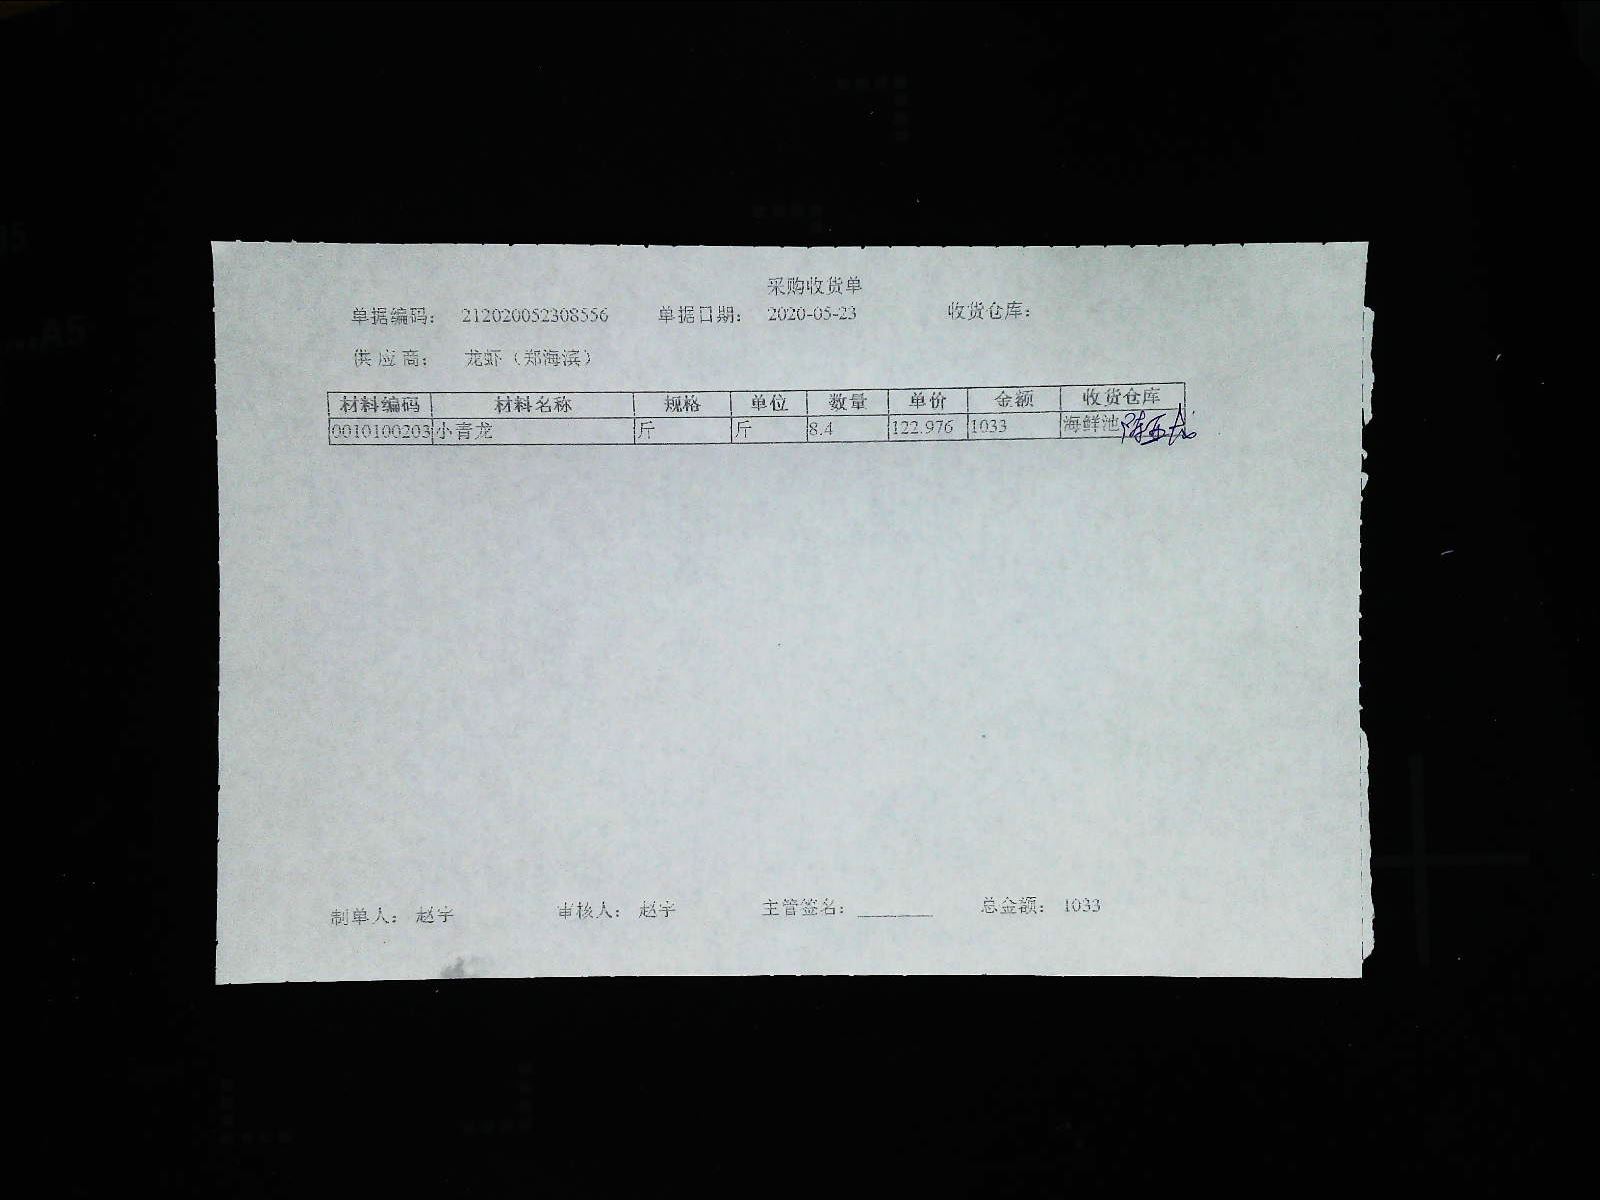 采购收货单
单据编码: 212020052308556 单据日期: 2020-05-23 收货仓库:
供应商: 龙虾（郑海滨）
材料编码 材料名称 规格 单位 数量 单价 金额 收货仓库
0010100203 小青龙 斤 斤 8.4 122.976 1033 海鲜池
制单人: 赵宇 审核人: 赵宇 主管签名: ________ 总金额: 1033
A5